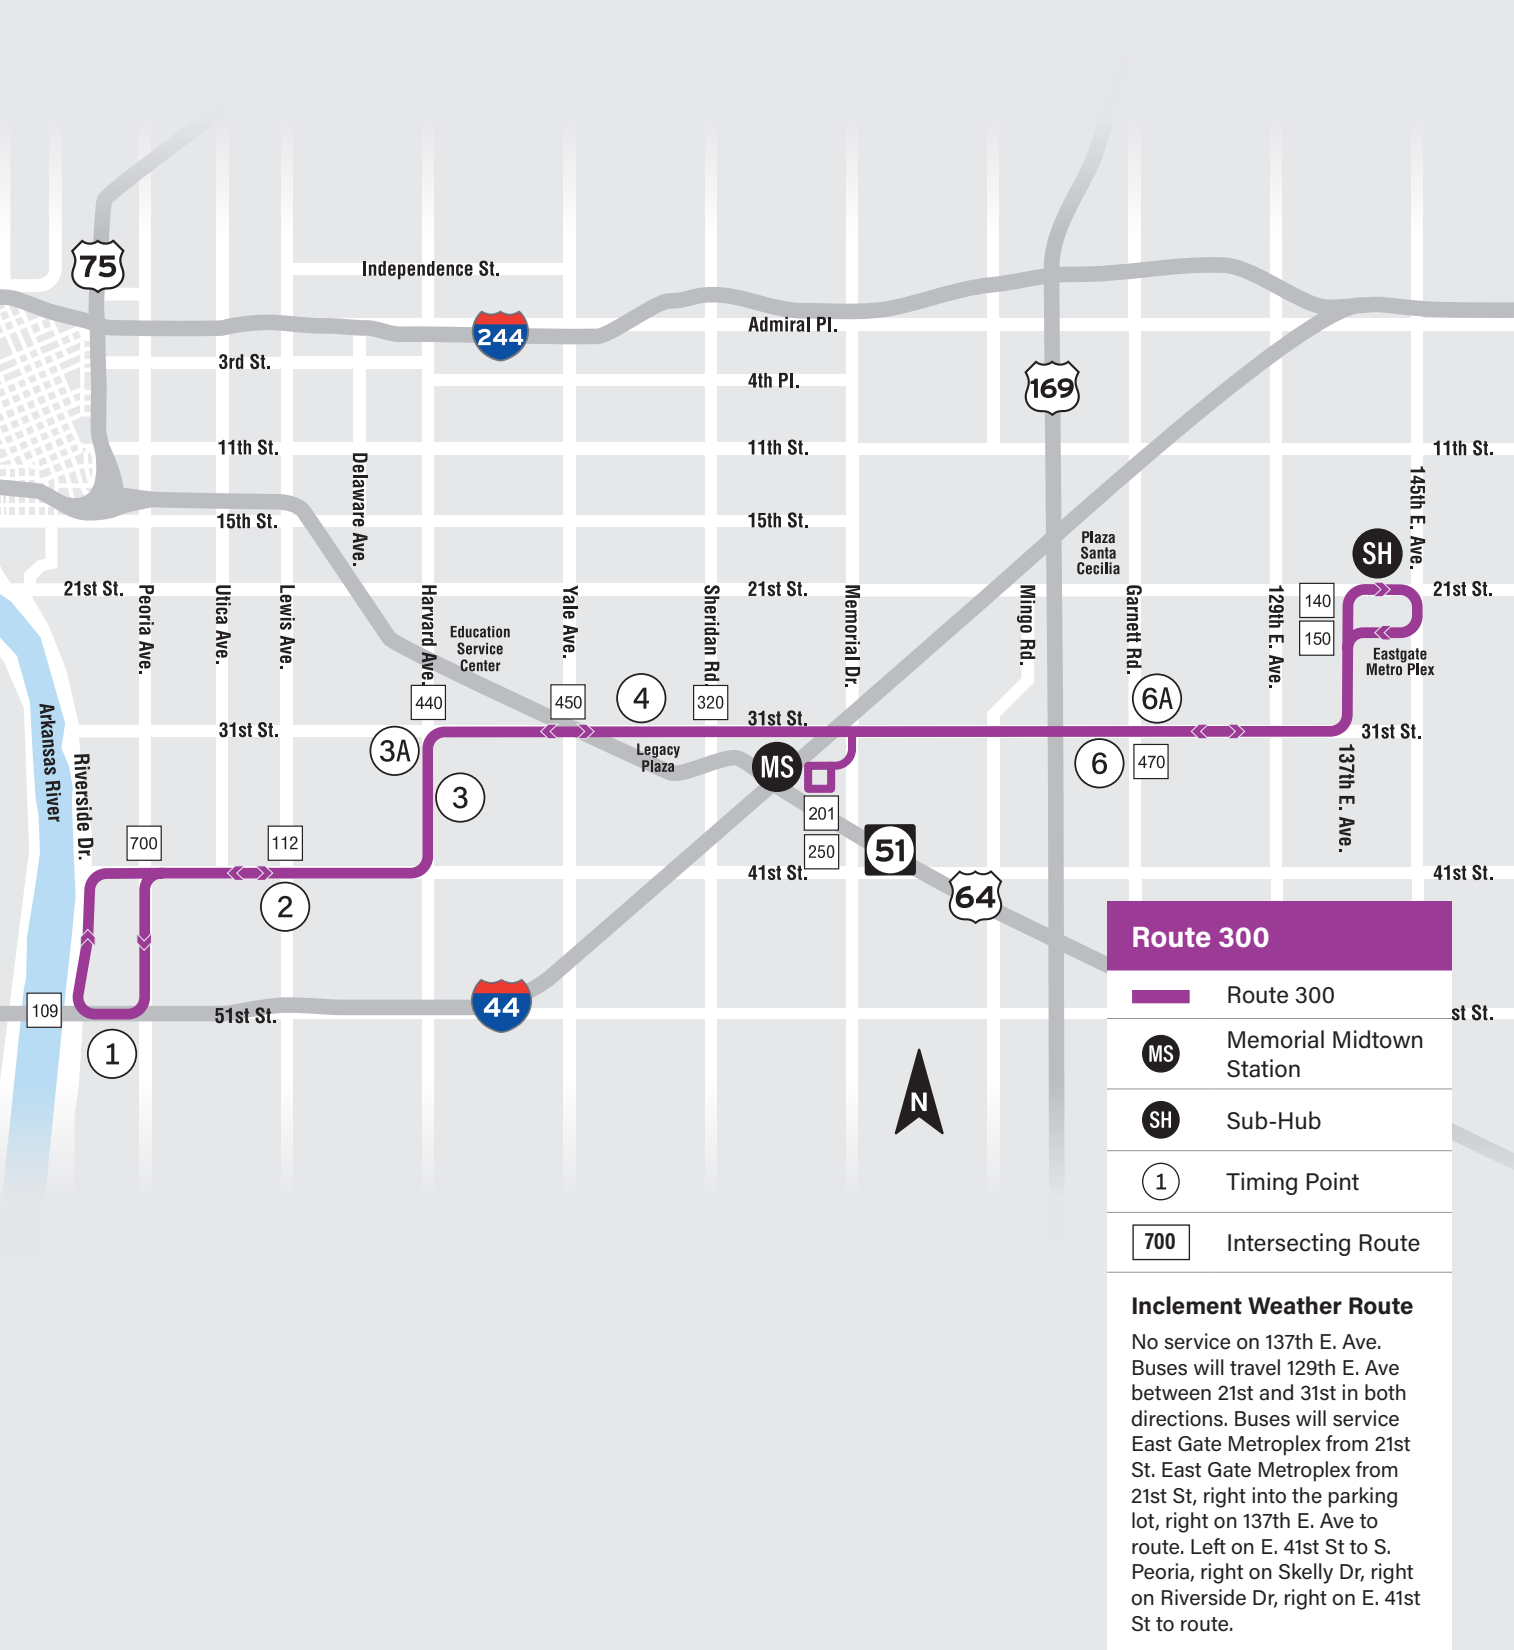 75
Independence St.
244
Admiral Pl.
3rd St.
4th Pl.
169
11th St.
11th St.
11th St.
Delaware Ave.
145th E. Ave.
15th St.
15th St.
Plaza
Santa
Cecilia
SH
21st St.
Peoria Ave.
Utica Ave.
Lewis Ave.
Harvard Ave.
Yale Ave.
Sheridan Rd.
21st St.
Memorial Dr.
Mingo Rd.
Garnett Rd.
129th E. Ave.
140
21st St.
150
Education
Service
Center
Eastgate
Metro Plex
440
450
4
320
6A
Arkansas River
31st St.
31st St.
31st St.
3A
Legacy
Plaza
MS
6
470
137th E. Ave.
Riverside Dr.
3
201
700
112
250
51
41st St.
41st St.
2
64
109
51st St.
44
st St.
1
N
Route 300
Route 300
MS
Memorial Midtown
Station
SH
Sub-Hub
1
Timing Point
700
Intersecting Route
Inclement Weather Route
No service on 137th E. Ave.
Buses will travel 129th E. Ave
between 21st and 31st in both
directions. Buses will service
East Gate Metroplex from 21st
St. East Gate Metroplex from
21st St, right into the parking
lot, right on 137th E. Ave to
route. Left on E. 41st St to S.
Peoria, right on Skelly Dr, right
on Riverside Dr, right on E. 41st
St to route.